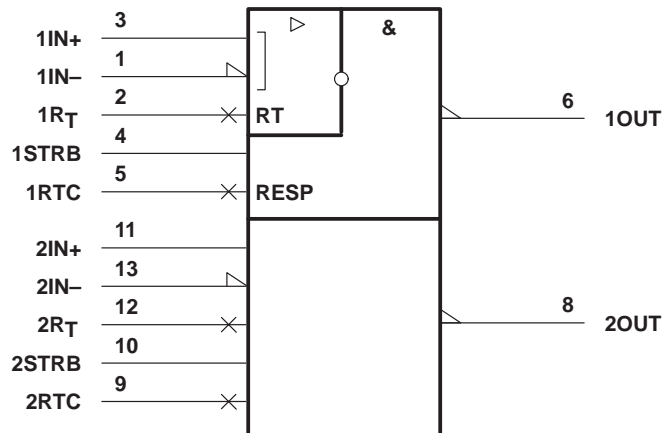 3
1IN+
&
1
1IN–
2
1RT
RT
6
1OUT
4
1STRB
5
1RTC
RESP
11
2IN+
13
2IN–
12
2RT
8
2OUT
10
2STRB
9
2RTC